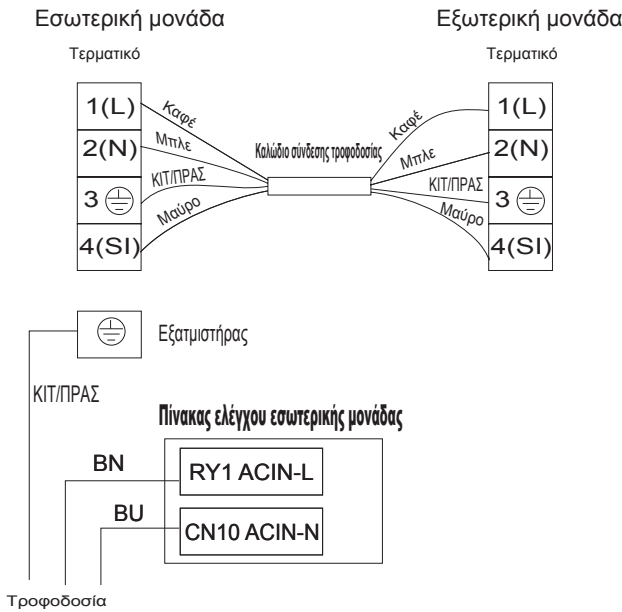 Εσωτερική μονάδα
Εξωτερική μονάδα
Τερματικό
Τερματικό
1(L)
Καφέ
Καφέ
1(L)
2(N)
Μπλε
Καλώδιο σύνδεσης τροφοδοσίας
Μπλε
2(N)
3
ΚΙΤ/ΠΡΑΣ
ΚΙΤ/ΠΡΑΣ
3
4(SI)
Μαύρο
Μαύρο
4(SI)
Εξατμιστήρας
ΚΙΤ/ΠΡΑΣ
Πίνακας ελέγχου εσωτερικής μονάδας
BN
RY1 ACIN-L
BU
CN10 ACIN-N
Τροφοδοσία